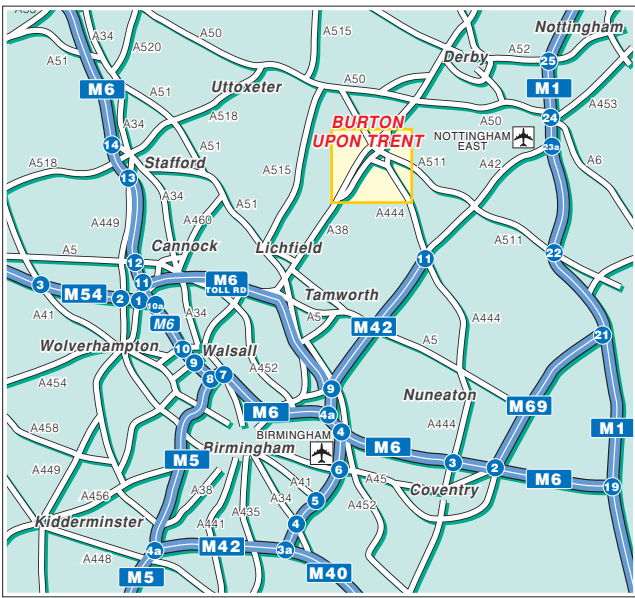 A53
A34
A520
A50
A515
A52
Nottingham
A51
Derby
25
M6
A51
Uttoxeter
A50
M1
A34
A518
BURTON
UPON TRENT
A50
24
A453
14
A51
NOTTINGHAM
EAST
23a
A518
Stafford
A515
A511
A42
A6
13
A34
A51
A449
A460
A444
A38
A511
Cannock
Lichfield
A5
12
11
22
3
11
M6
TOLL RD
M54
2
1
10a
Tamworth
A41
M6
A34
A5
M42
A444
Wolverhampton
10
Walsall
A5
21
9
A454
8
7
A452
9
Nuneaton
M6
4a
M69
A458
BIRMINGHAM
4
A444
M1
Birmingham
M6
A449
M5
6
3
2
A456
A38
A41
A45
M6
Coventry
19
A34
5
A452
Kidderminster
A441
A435
4
A448
4a
M42
3a
M5
M40